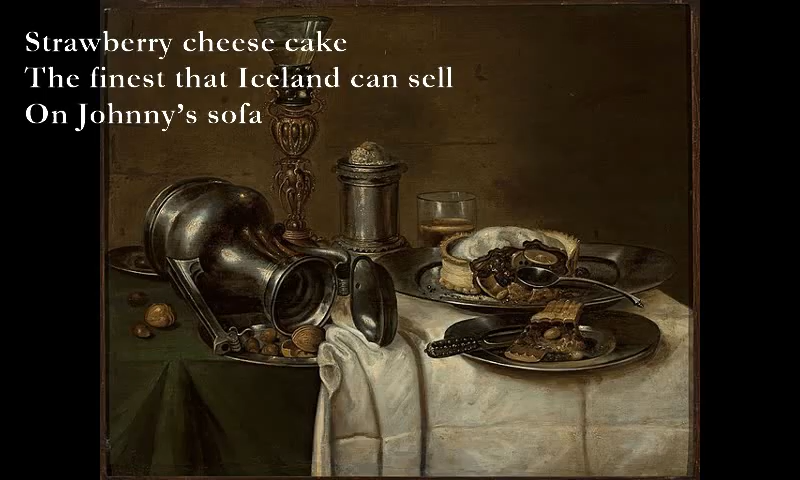 Strawberry cheese cake
The finest that Iceland can sell
On Johnny’s sofa